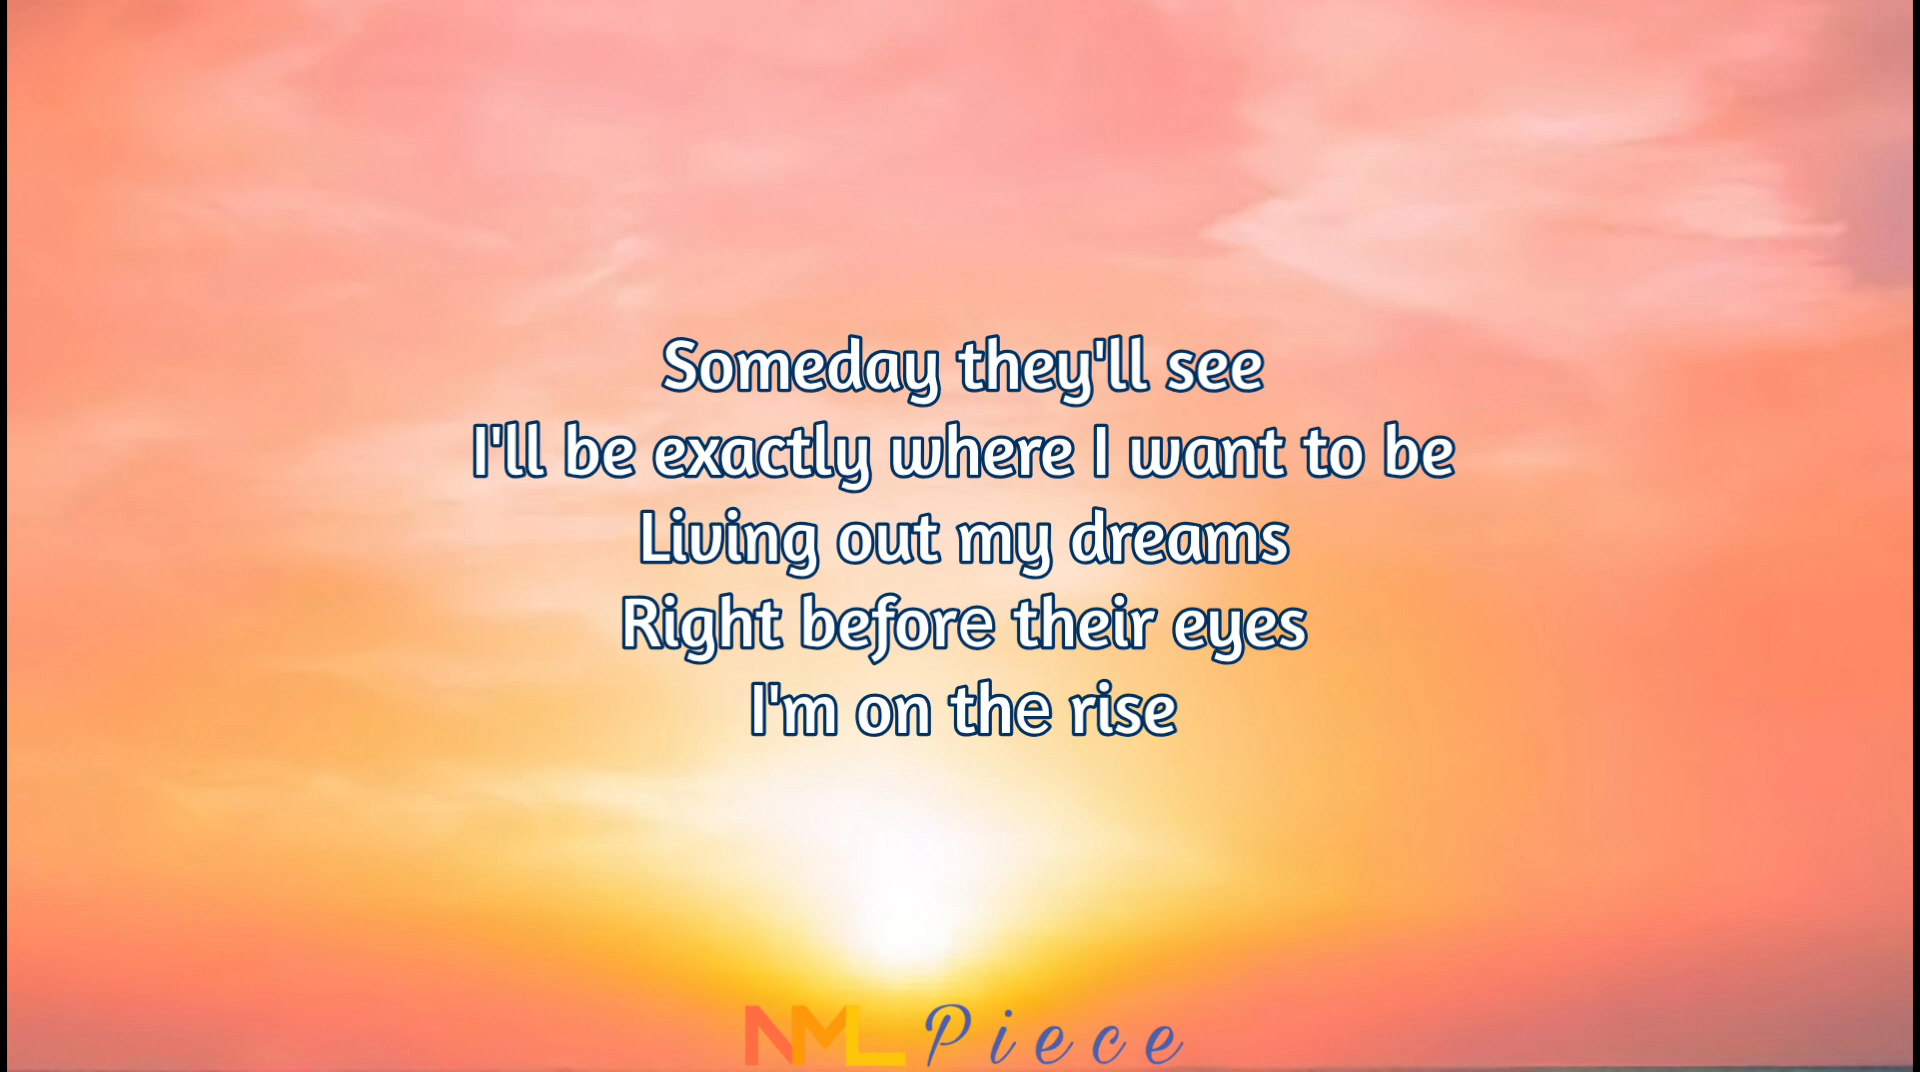 Someday they'll see
I'll be exactly where I want to be
Living out my dreams
Right before their eyes
I'm on the rise
NML Piece